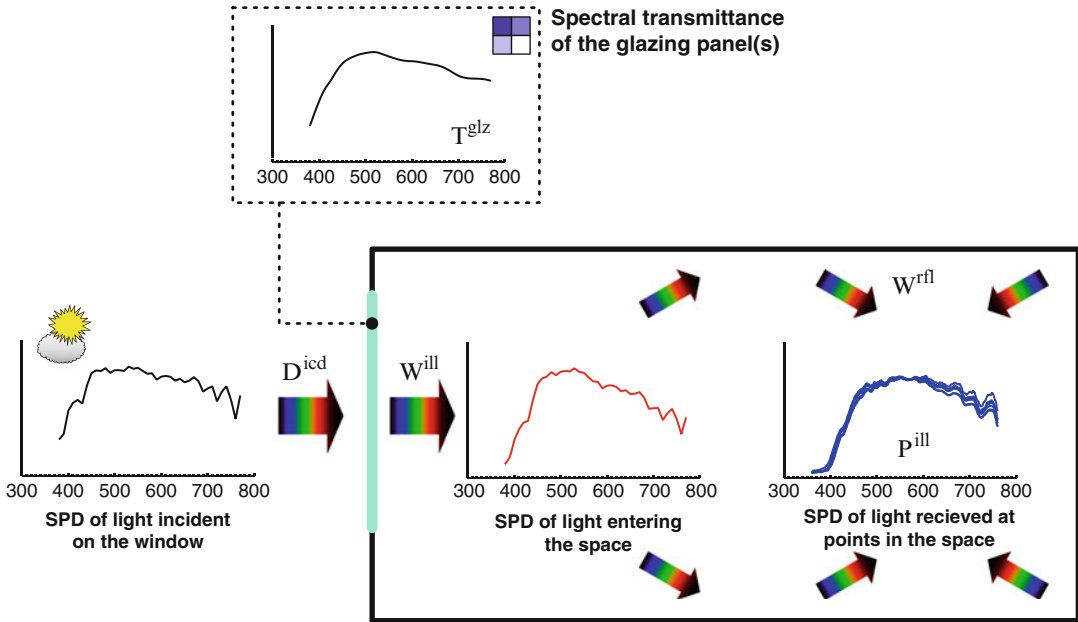 Spectral transmittance
of the glazing panel(s)
T^glz
300 400 500 600 700 800
D^icd
W^ill
W^rfl
P^ill
300 400 500 600 700 800
SPD of light incident
on the window
300 400 500 600 700 800
SPD of light entering
the space
300 400 500 600 700 800
SPD of light recieved at
points in the space